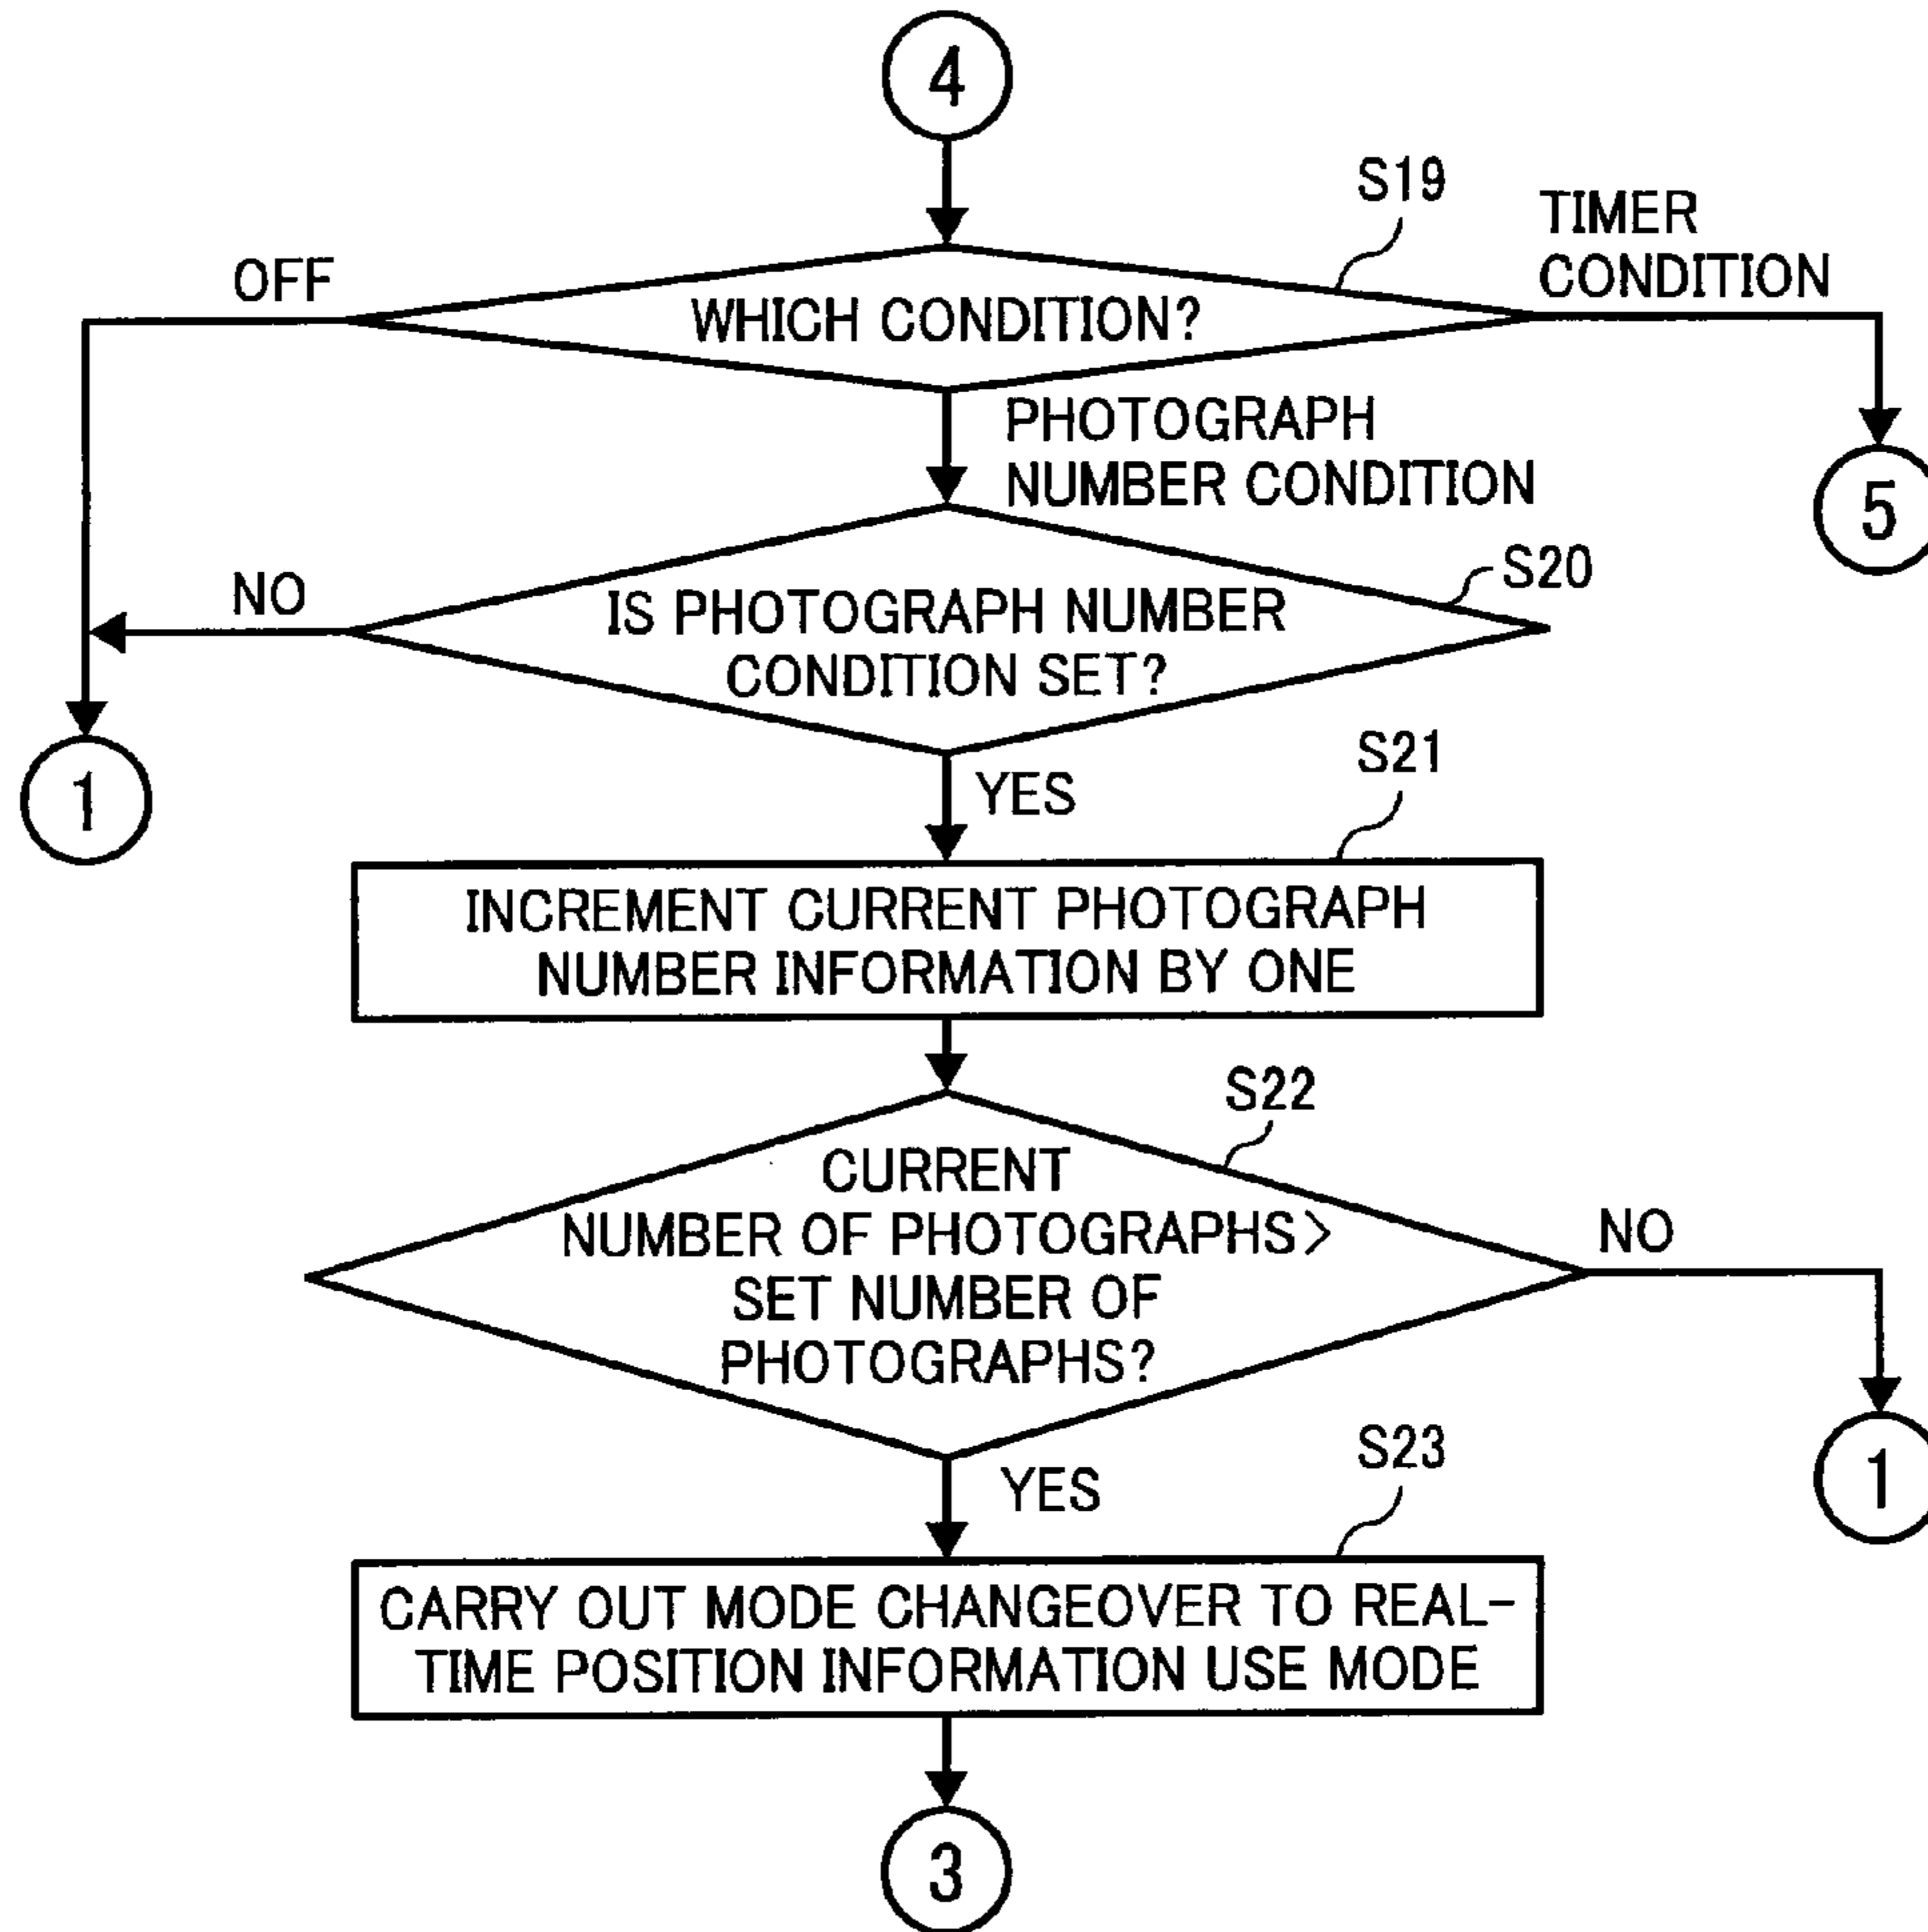 4
S19
TIMER
CONDITION
OFF
WHICH CONDITION?
PHOTOGRAPH
NUMBER CONDITION
5
S20
NO
IS PHOTOGRAPH NUMBER
CONDITION SET?
S21
YES
1
INCREMENT CURRENT PHOTOGRAPH
NUMBER INFORMATION BY ONE
S22
CURRENT
NUMBER OF PHOTOGRAPHS>
SET NUMBER OF
PHOTOGRAPHS?
NO
1
S23
YES
CARRY OUT MODE CHANGEOVER TO REAL-
TIME POSITION INFORMATION USE MODE
3